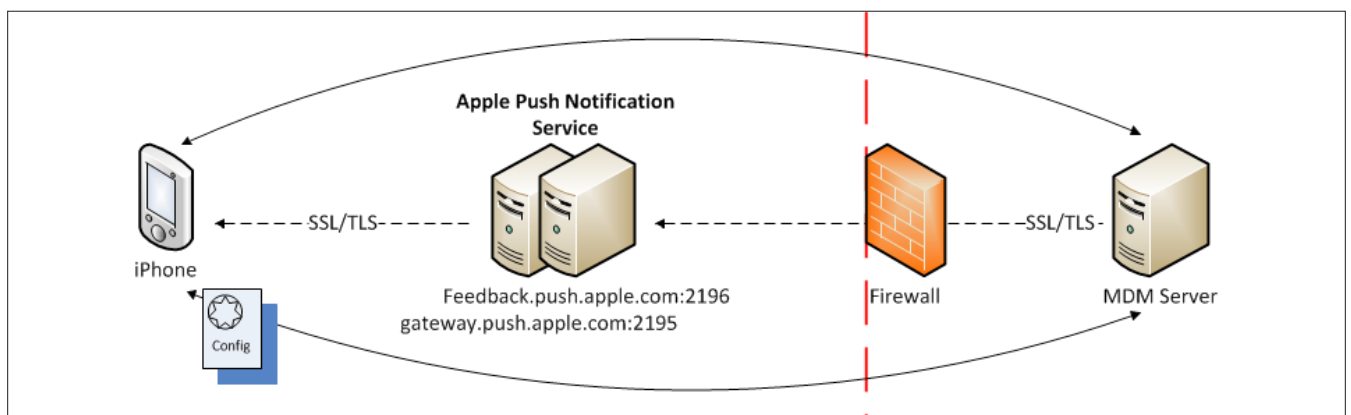 Apple Push Notification
Service
SSL/TLS
SSL/TLS
iPhone
Feedback.push.apple.com:2196
gateway.push.apple.com:2195
Firewall
MDM Server
Config